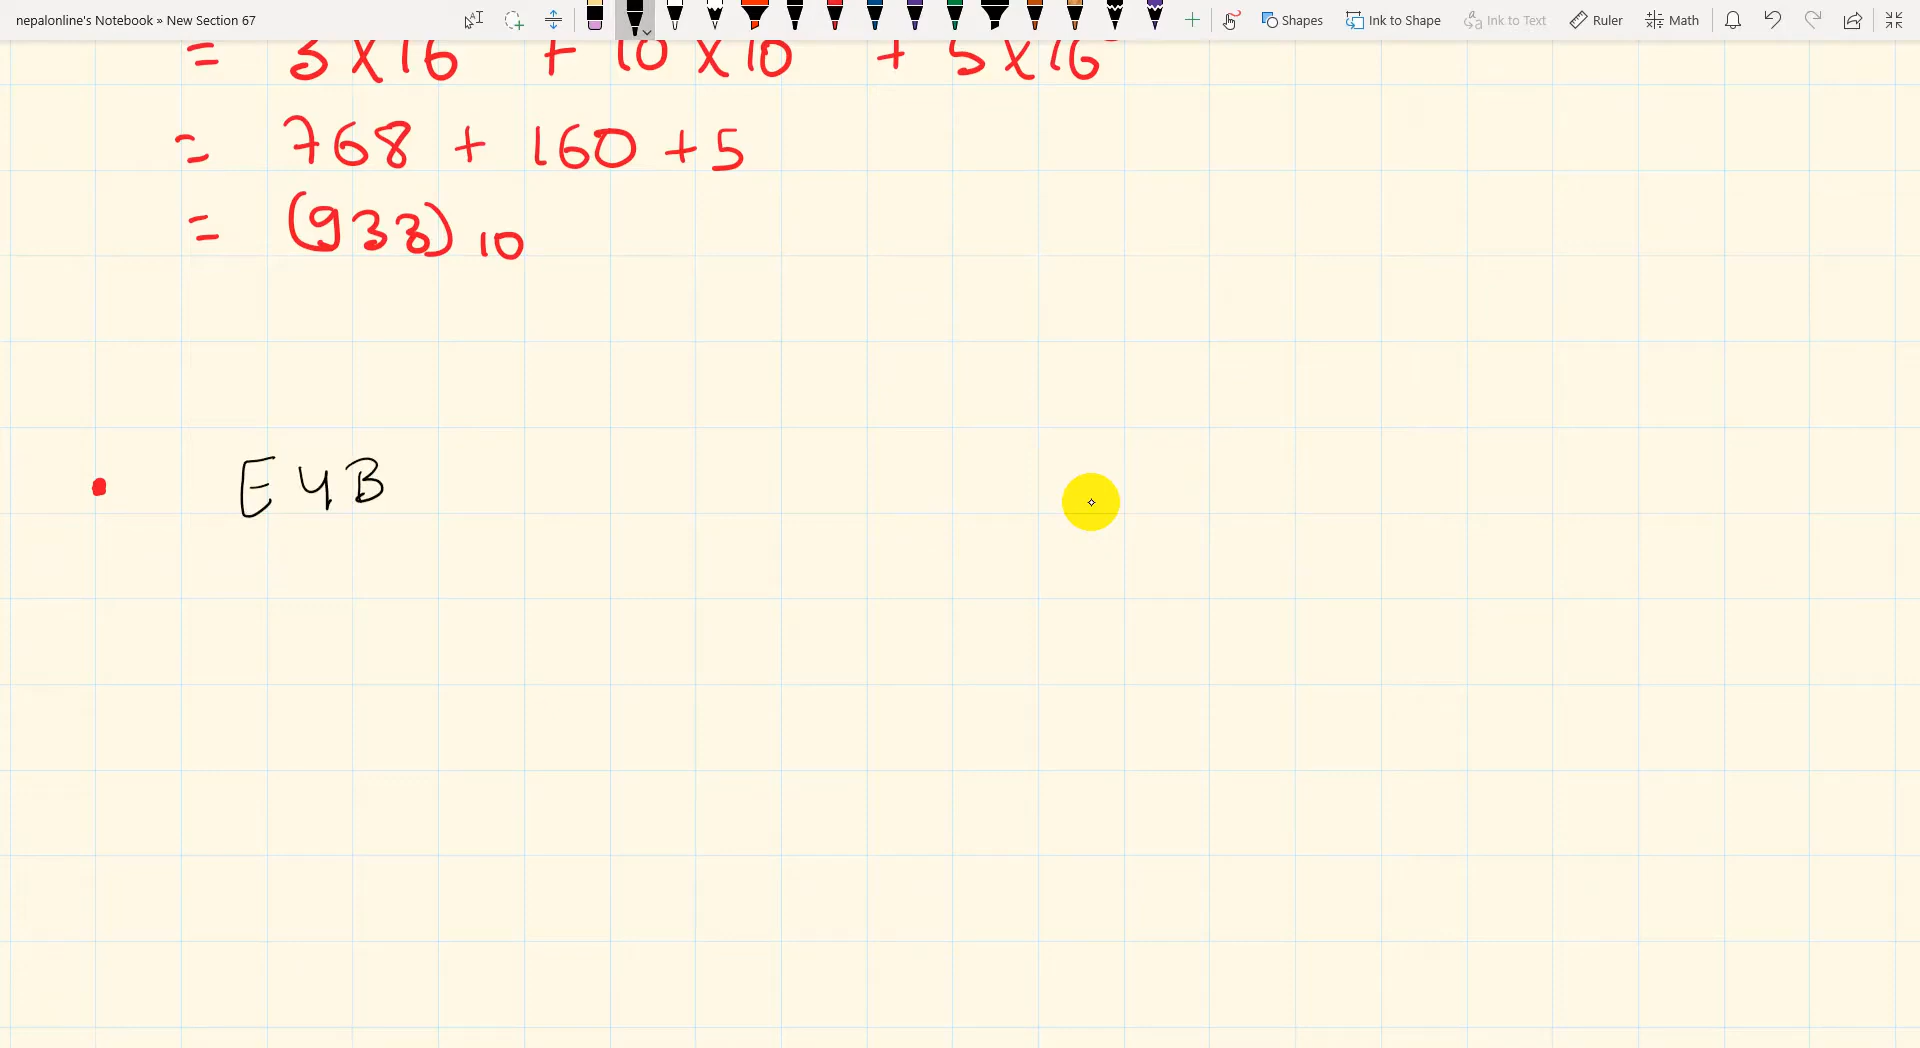 nepalonline's Notebook » New Section 67
Shapes
Ink to Shape
Ink to Text
Ruler
Math
= 3 × 16 + 10 × 10 + 5 × 16
= 768 + 160 + 5
= (933) 10
E 4 B